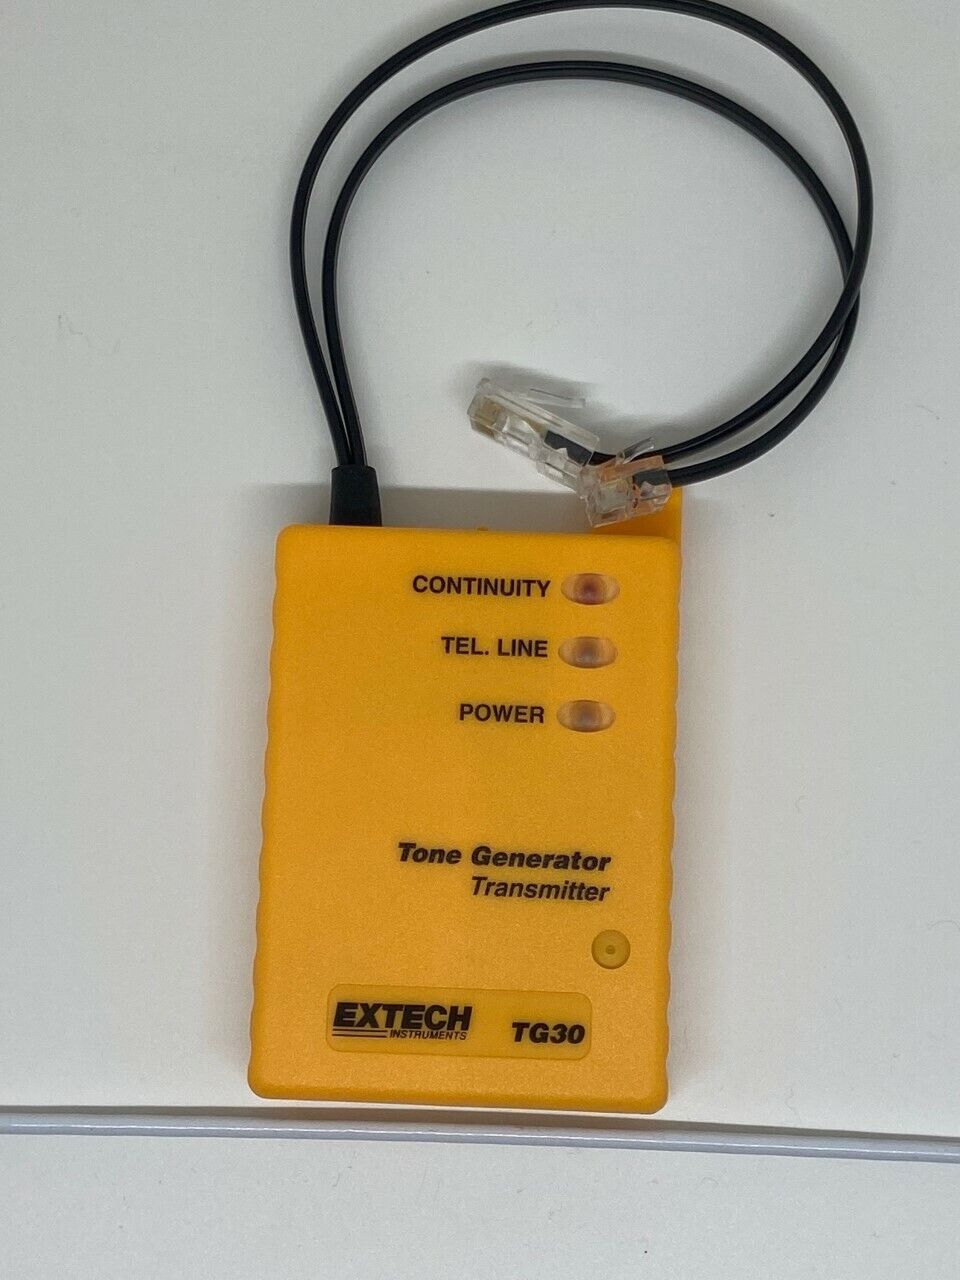 CONTINUITY
TEL. LINE
POWER
Tone Generator
Transmitter
EXTECH
INSTRUMENTS
TG30